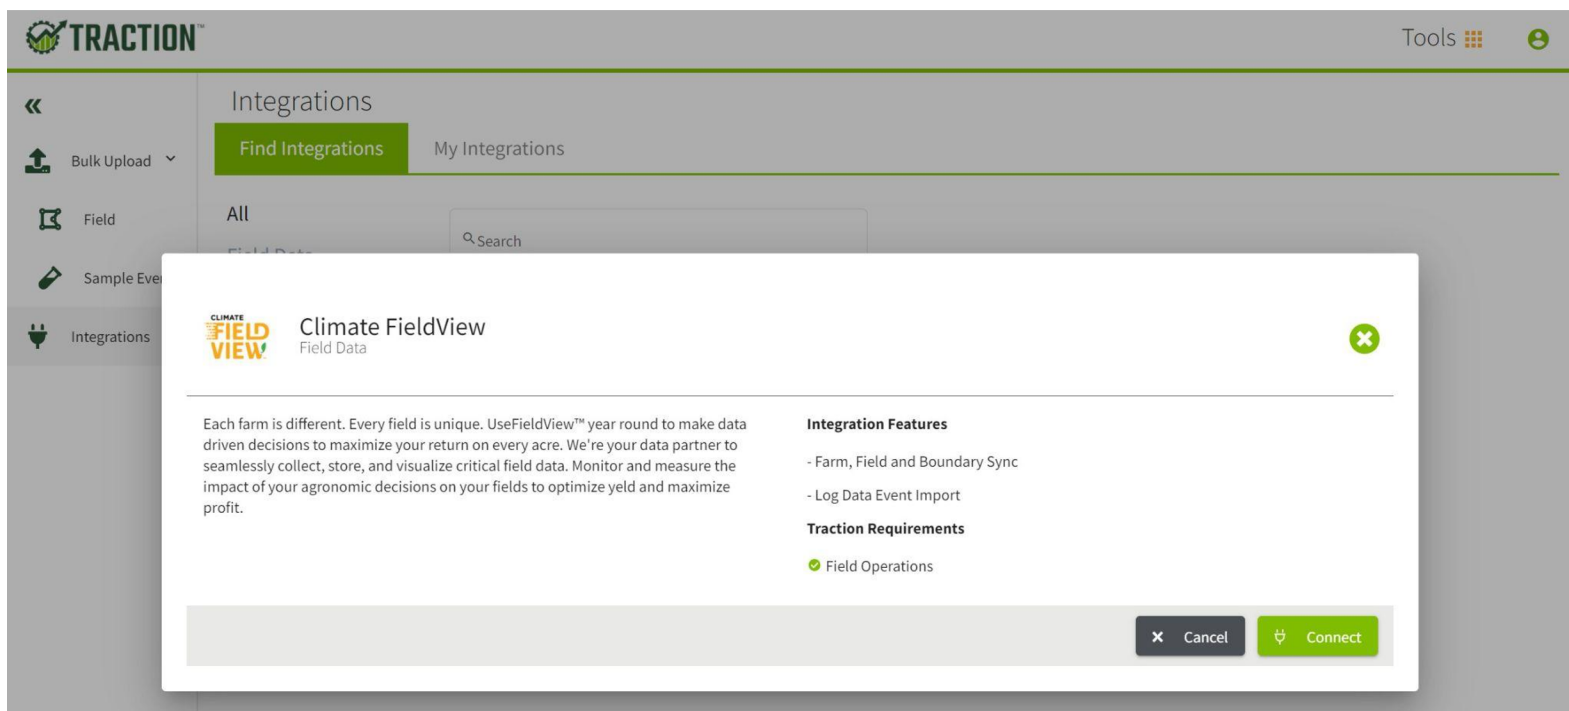 TRACTION™
Tools
Integrations
Find Integrations
My Integrations
Bulk Upload
Field
Sample Eve
Integrations
All
Field Data
Search
CLIMATE
FIELD
VIEW
Climate FieldView
Field Data
Each farm is different. Every field is unique. UseFieldView™ year round to make data
driven decisions to maximize your return on every acre. We're your data partner to
seamlessly collect, store, and visualize critical field data. Monitor and measure the
impact of your agronomic decisions on your fields to optimize yeld and maximize
profit.
Integration Features
- Farm, Field and Boundary Sync
- Log Data Event Import
Traction Requirements
Field Operations
Cancel
Connect